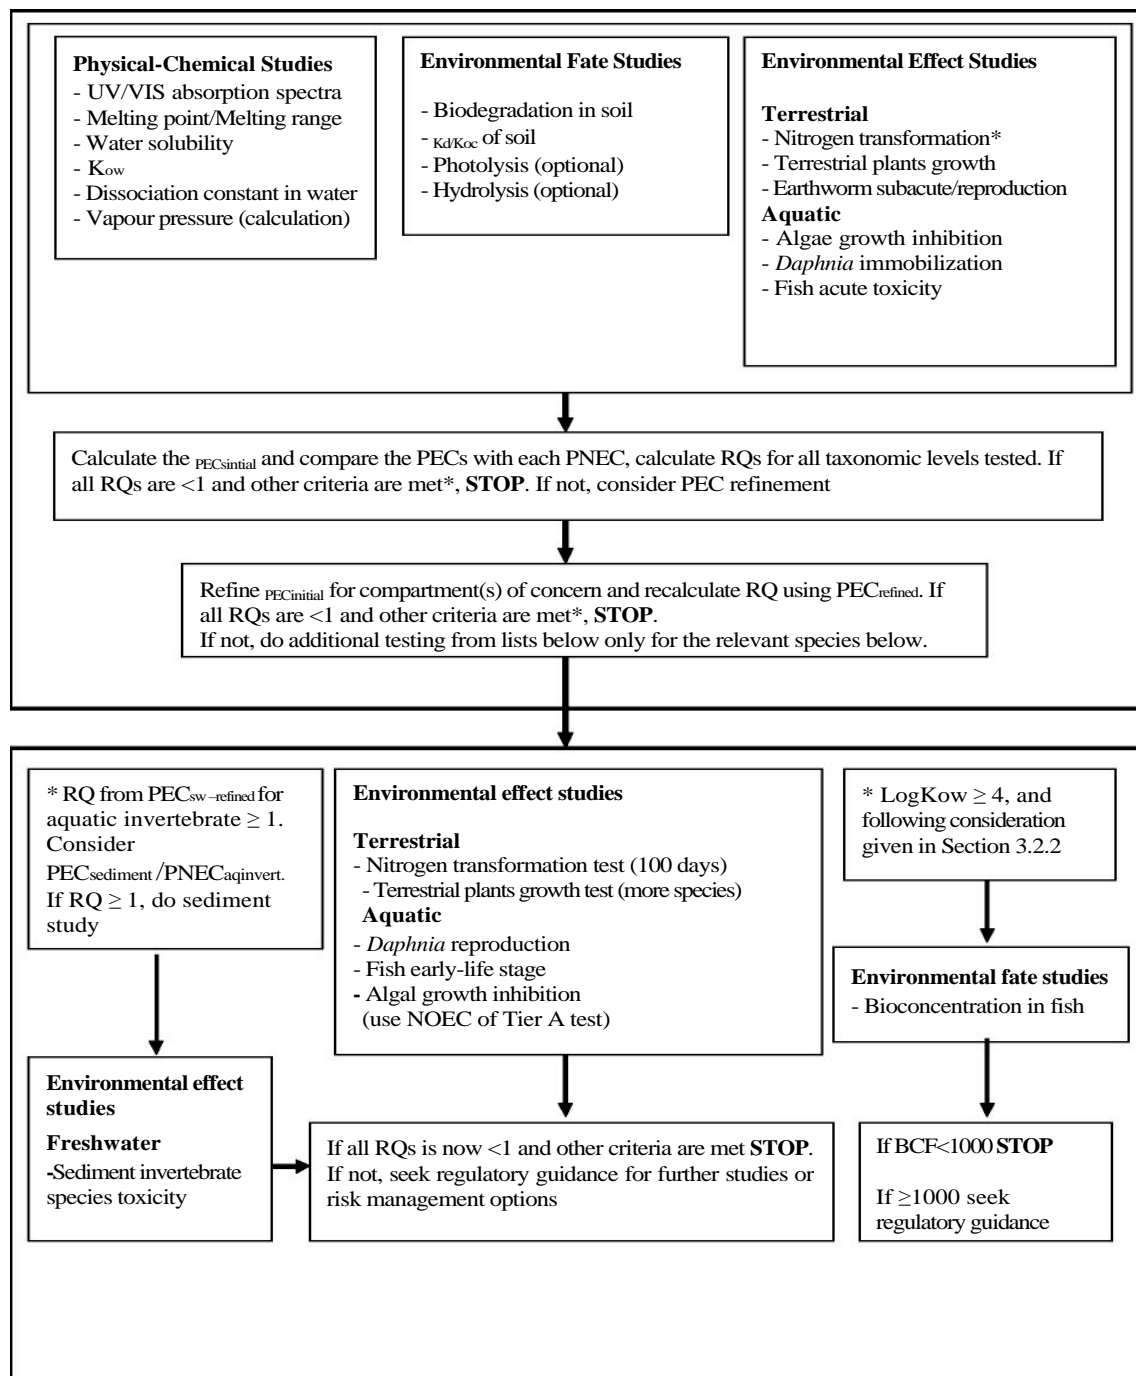 Physical-Chemical Studies
- UV/VIS absorption spectra
- Melting point/Melting range
- Water solubility
- Kow
- Dissociation constant in water
- Vapour pressure (calculation)
Environmental Fate Studies
- Biodegradation in soil
- Kd/Koc of soil
- Photolysis (optional)
- Hydrolysis (optional)
Environmental Effect Studies
Terrestrial
- Nitrogen transformation*
- Terrestrial plants growth
- Earthworm subacute/reproduction
Aquatic
- Algae growth inhibition
- Daphnia immobilization
- Fish acute toxicity
Calculate the PECsintial and compare the PECs with each PNEC, calculate RQs for all taxonomic levels tested. If
all RQs are <1 and other criteria are met*, STOP. If not, consider PEC refinement
Refine PECinitial for compartment(s) of concern and recalculate RQ using PECrefined. If
all RQs are <1 and other criteria are met*, STOP.
If not, do additional testing from lists below only for the relevant species below.
* RQ from PECsw–refined for
aquatic invertebrate ≥ 1.
Consider
PECsediment /PNECaqinvert.
If RQ ≥ 1, do sediment
study
Environmental effect studies
Terrestrial
- Nitrogen transformation test (100 days)
- Terrestrial plants growth test (more species)
Aquatic
- Daphnia reproduction
- Fish early-life stage
- Algal growth inhibition
(use NOEC of Tier A test)
* LogKow ≥ 4, and
following consideration
given in Section 3.2.2
Environmental fate studies
- Bioconcentration in fish
Environmental effect
studies
Freshwater
-Sediment invertebrate
species toxicity
If all RQs is now <1 and other criteria are met STOP.
If not, seek regulatory guidance for further studies or
risk management options
If BCF<1000 STOP
If ≥1000 seek
regulatory guidance